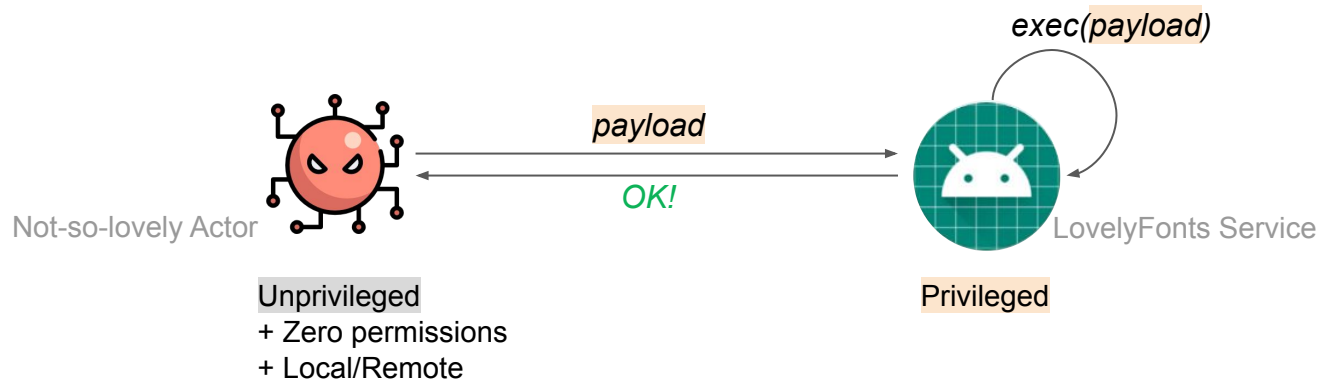 exec(payload)
payload
OK!
Not-so-lovely Actor
LovelyFonts Service
Unprivileged
+ Zero permissions
+ Local/Remote
Privileged